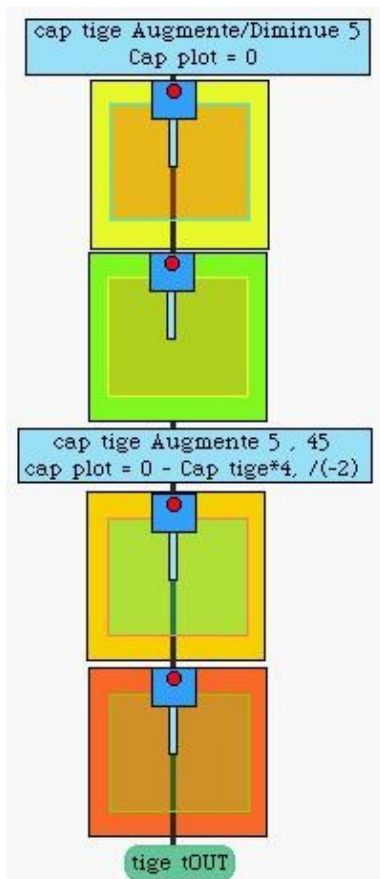 cap tige Augmente/Diminue 5
Cap plot = 0
cap tige Augmente 5 , 45
cap plot = 0 - Cap tige*4, /(-2)
tige tOUT